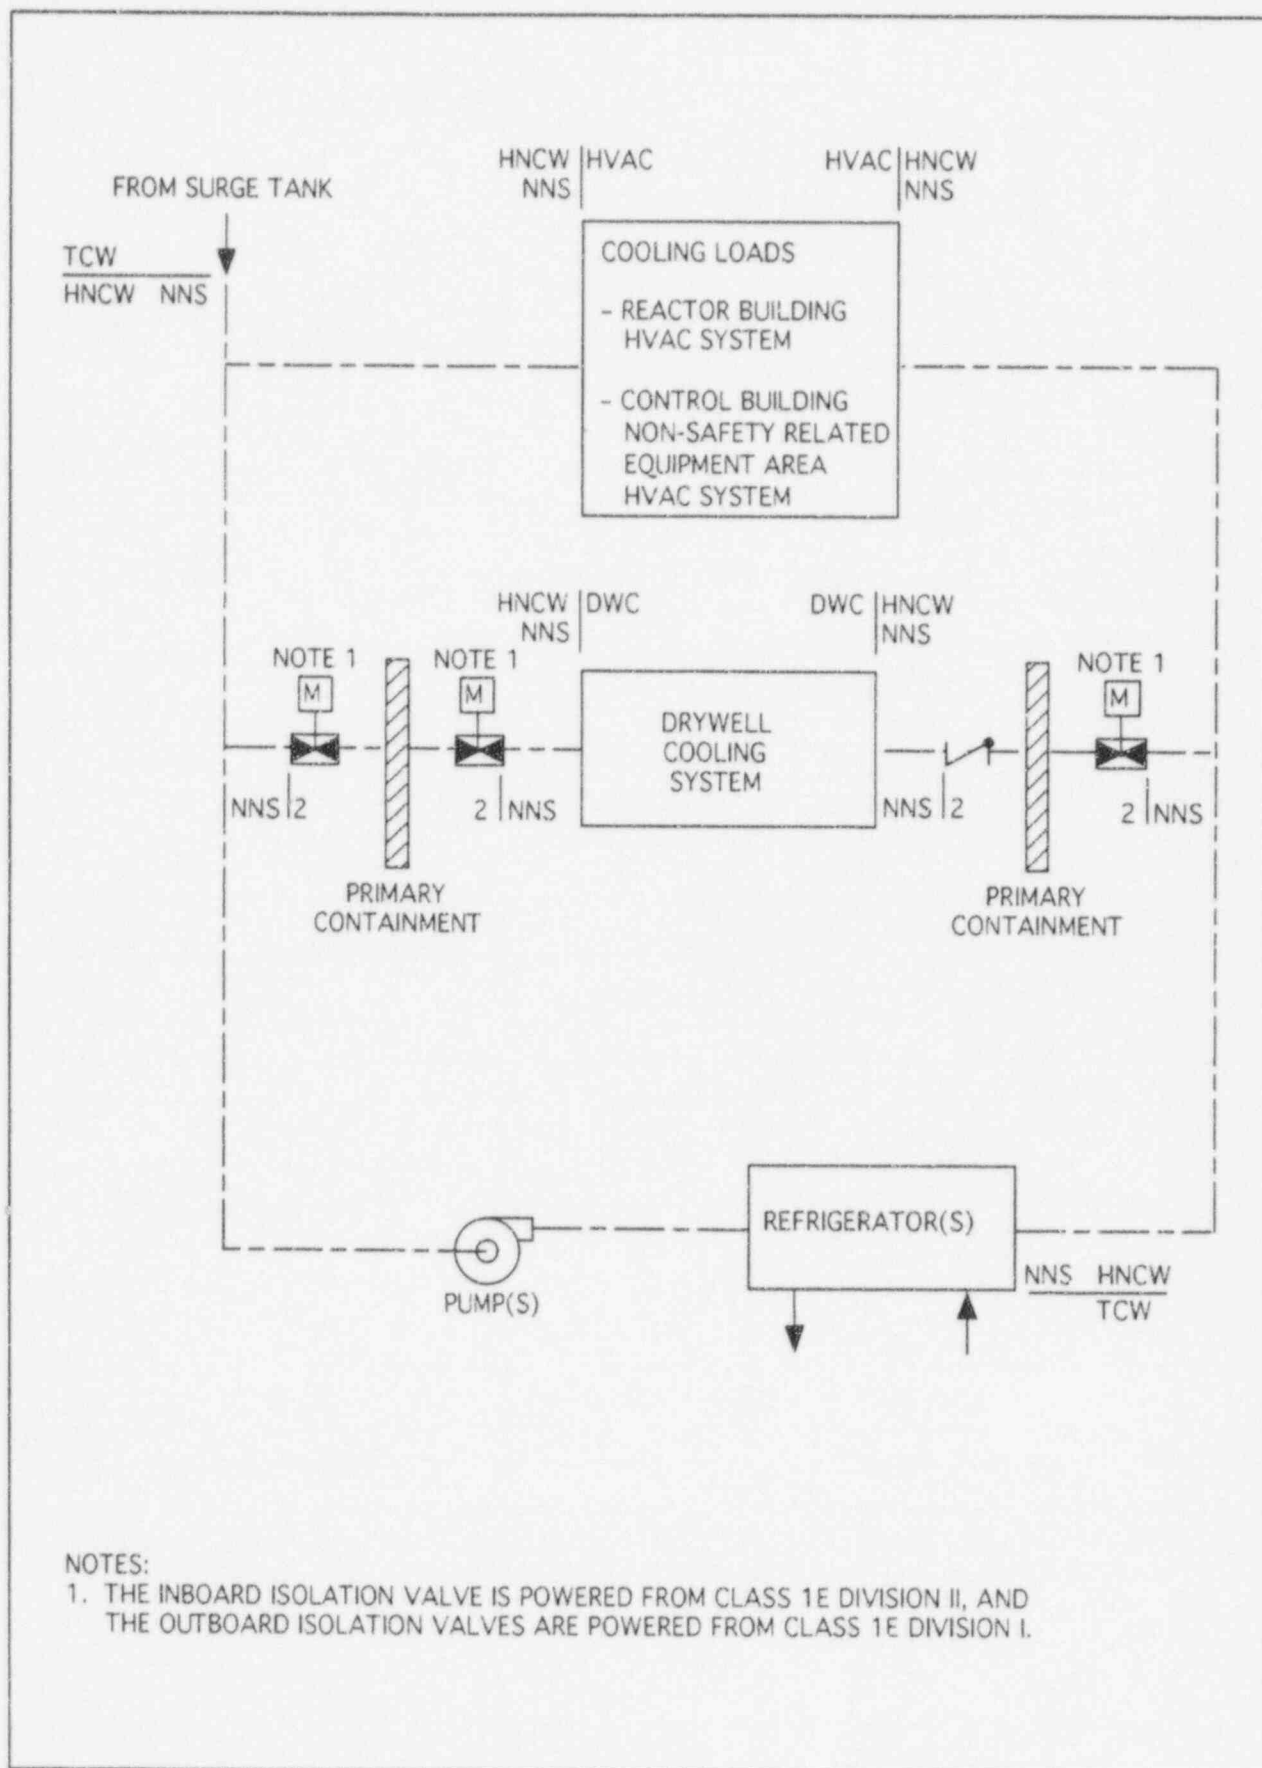 HNCW HVAC
NNS
HVAC HNCW
NNS
FROM SURGE TANK
TCW
HNCW NNS
COOLING LOADS
- REACTOR BUILDING
HVAC SYSTEM
- CONTROL BUILDING
NON-SAFETY RELATED
EQUIPMENT AREA
HVAC SYSTEM
HNCW DWC
NNS
DWC HNCW
NNS
NOTE 1
M
NOTE 1
M
NOTE 1
M
DRYWELL
COOLING
SYSTEM
NNS 2
2 NNS
NNS 2
2 NNS
PRIMARY
CONTAINMENT
PRIMARY
CONTAINMENT
REFRIGERATOR(S)
PUMP(S)
NNS HNCW
TCW
NOTES:
1. THE INBOARD ISOLATION VALVE IS POWERED FROM CLASS 1E DIVISION II, AND
THE OUTBOARD ISOLATION VALVES ARE POWERED FROM CLASS 1E DIVISION I.